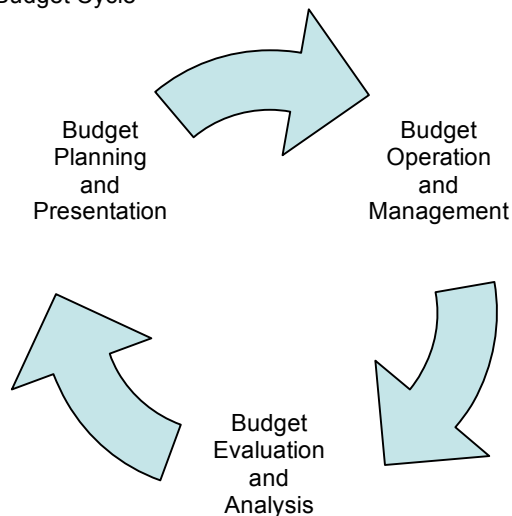 Budget Cycle
Budget
Planning
and
Presentation
Budget
Operation
and
Management
Budget
Evaluation
and
Analysis